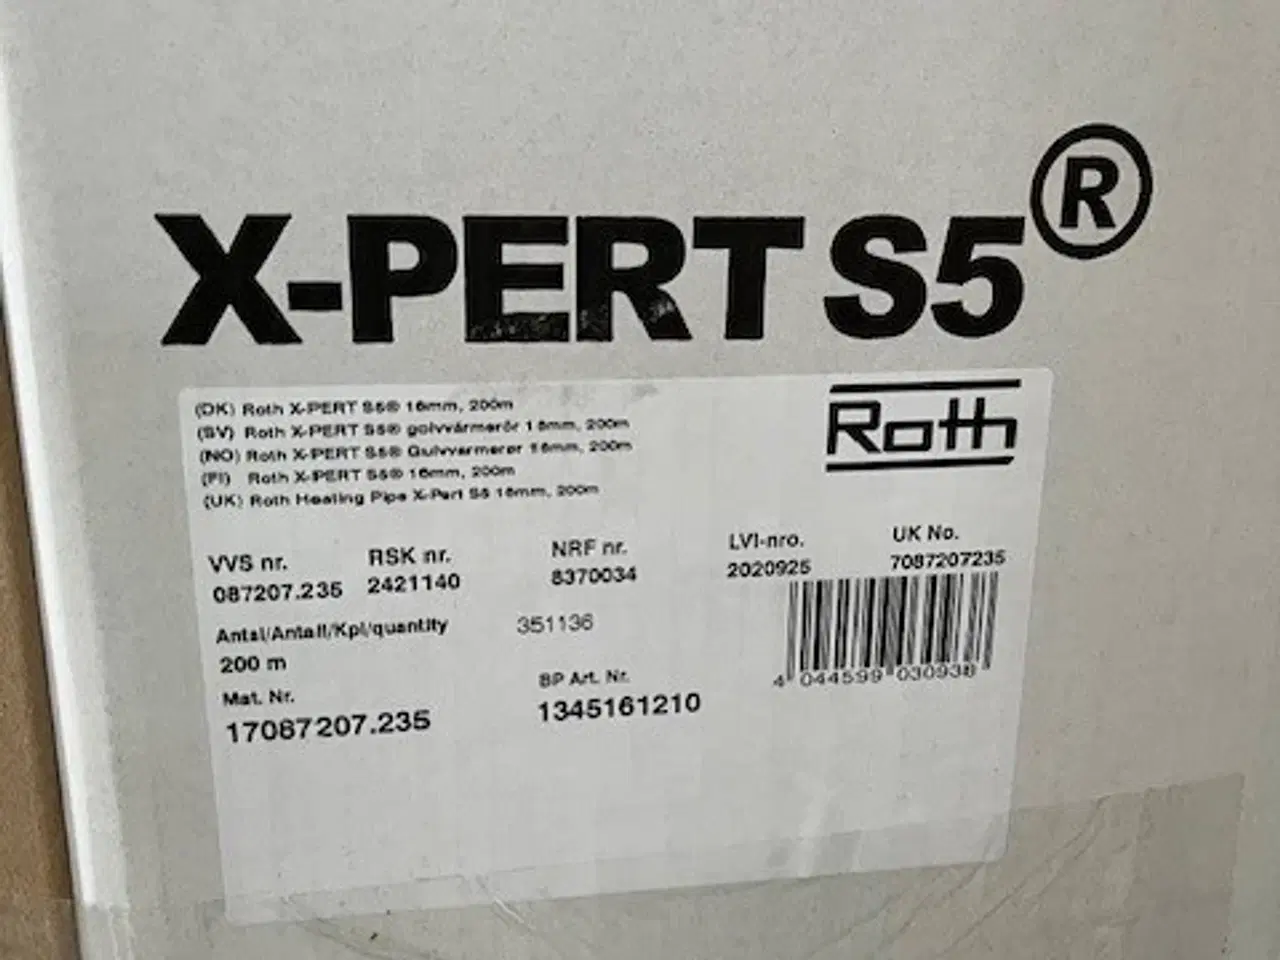 X-PERT S5®
Roth
(DK) Roth X-PERT S5® 16mm, 200m
(SV) Roth X-PERT S5® golvvärmerör 16mm, 200m
(NO) Roth X-PERT S5® Gulvvarmerør 16mm, 200m
(FI) Roth X-PERT S5® 16mm, 200m
(UK) Roth Heating Pipe X-Pert S5 16mm, 200m
VVS nr. RSK nr. NRF nr. LVI-nro. UK No.
087207.235 2421140 8370034 2020925 7087207235
Antal/Antall/Kpl/quantity 351136
200 m
4 044599 030938
Mat. Nr. BP Art. Nr.
17087207.235 1345161210